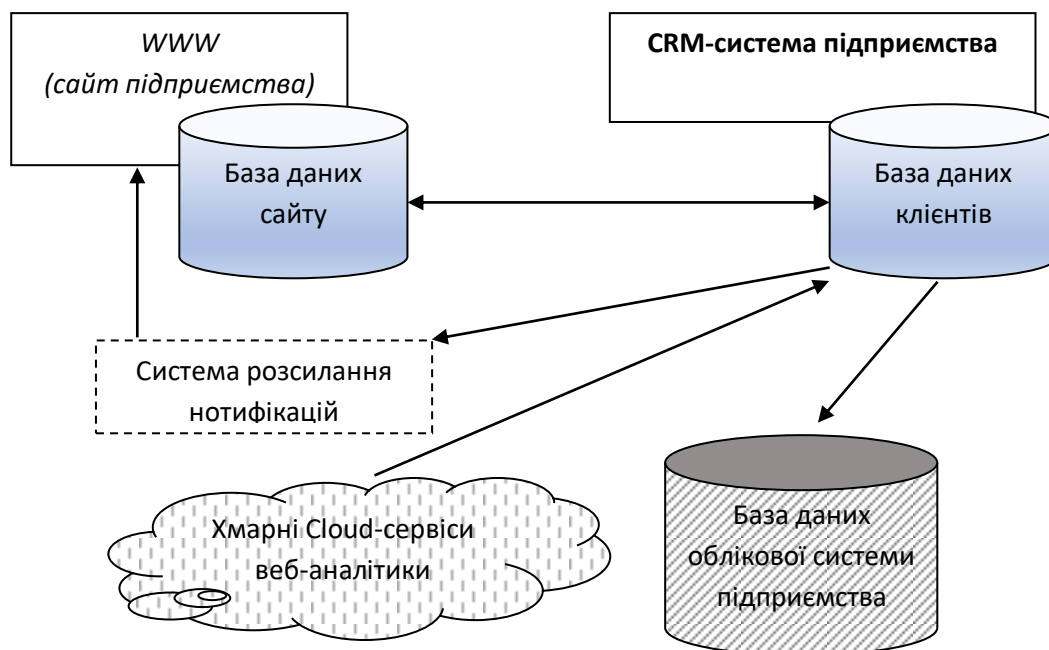 WWW
(сайт підприємства)
CRM-система підприємства
База даних
сайту
База даних
клієнтів
Система розсилання
нотифікацій
Хмарні Cloud-сервіси
веб-аналітики
База даних
облікової системи
підприємства